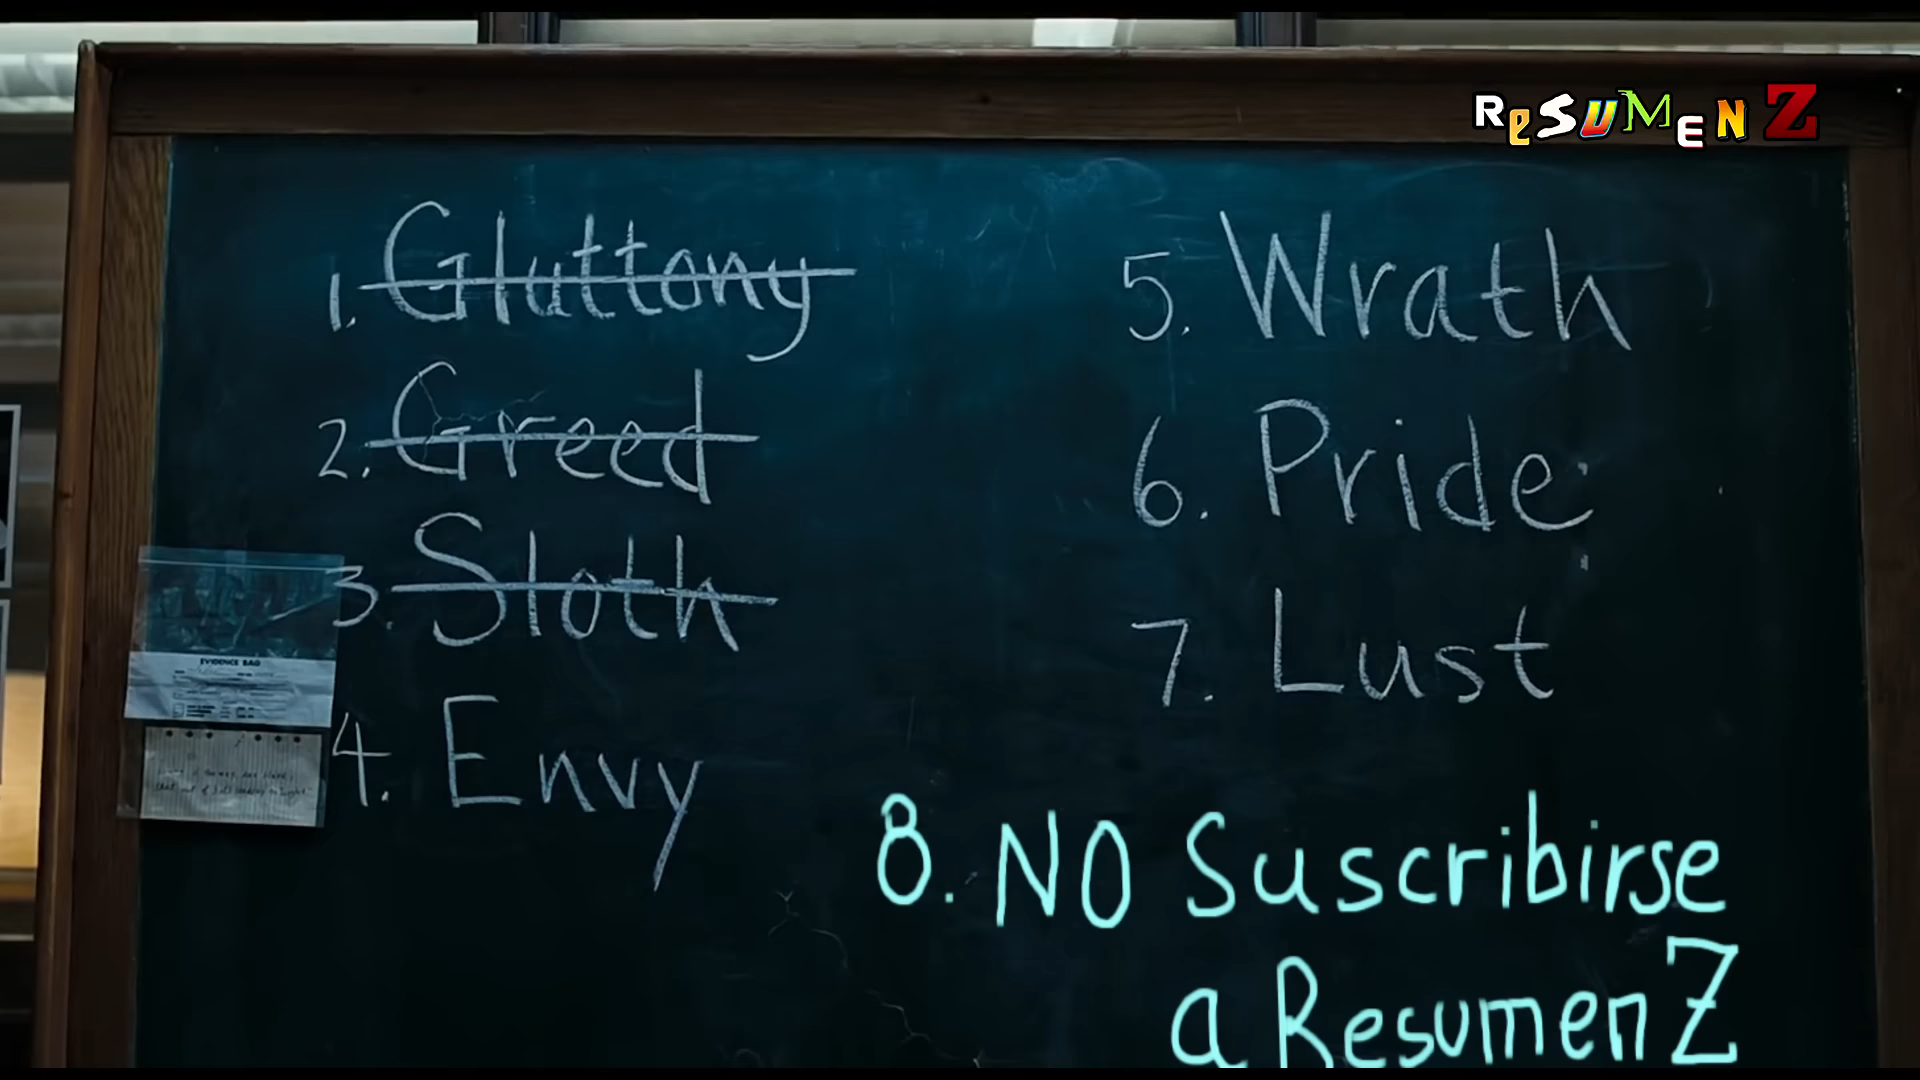 ResUMEN Z
1. Gluttony
2. Greed
3. Sloth
4. Envy
5. Wrath
6. Pride
7. Lust
8. NO Suscribirse
a Resumen Z
EVIDENCE BAG